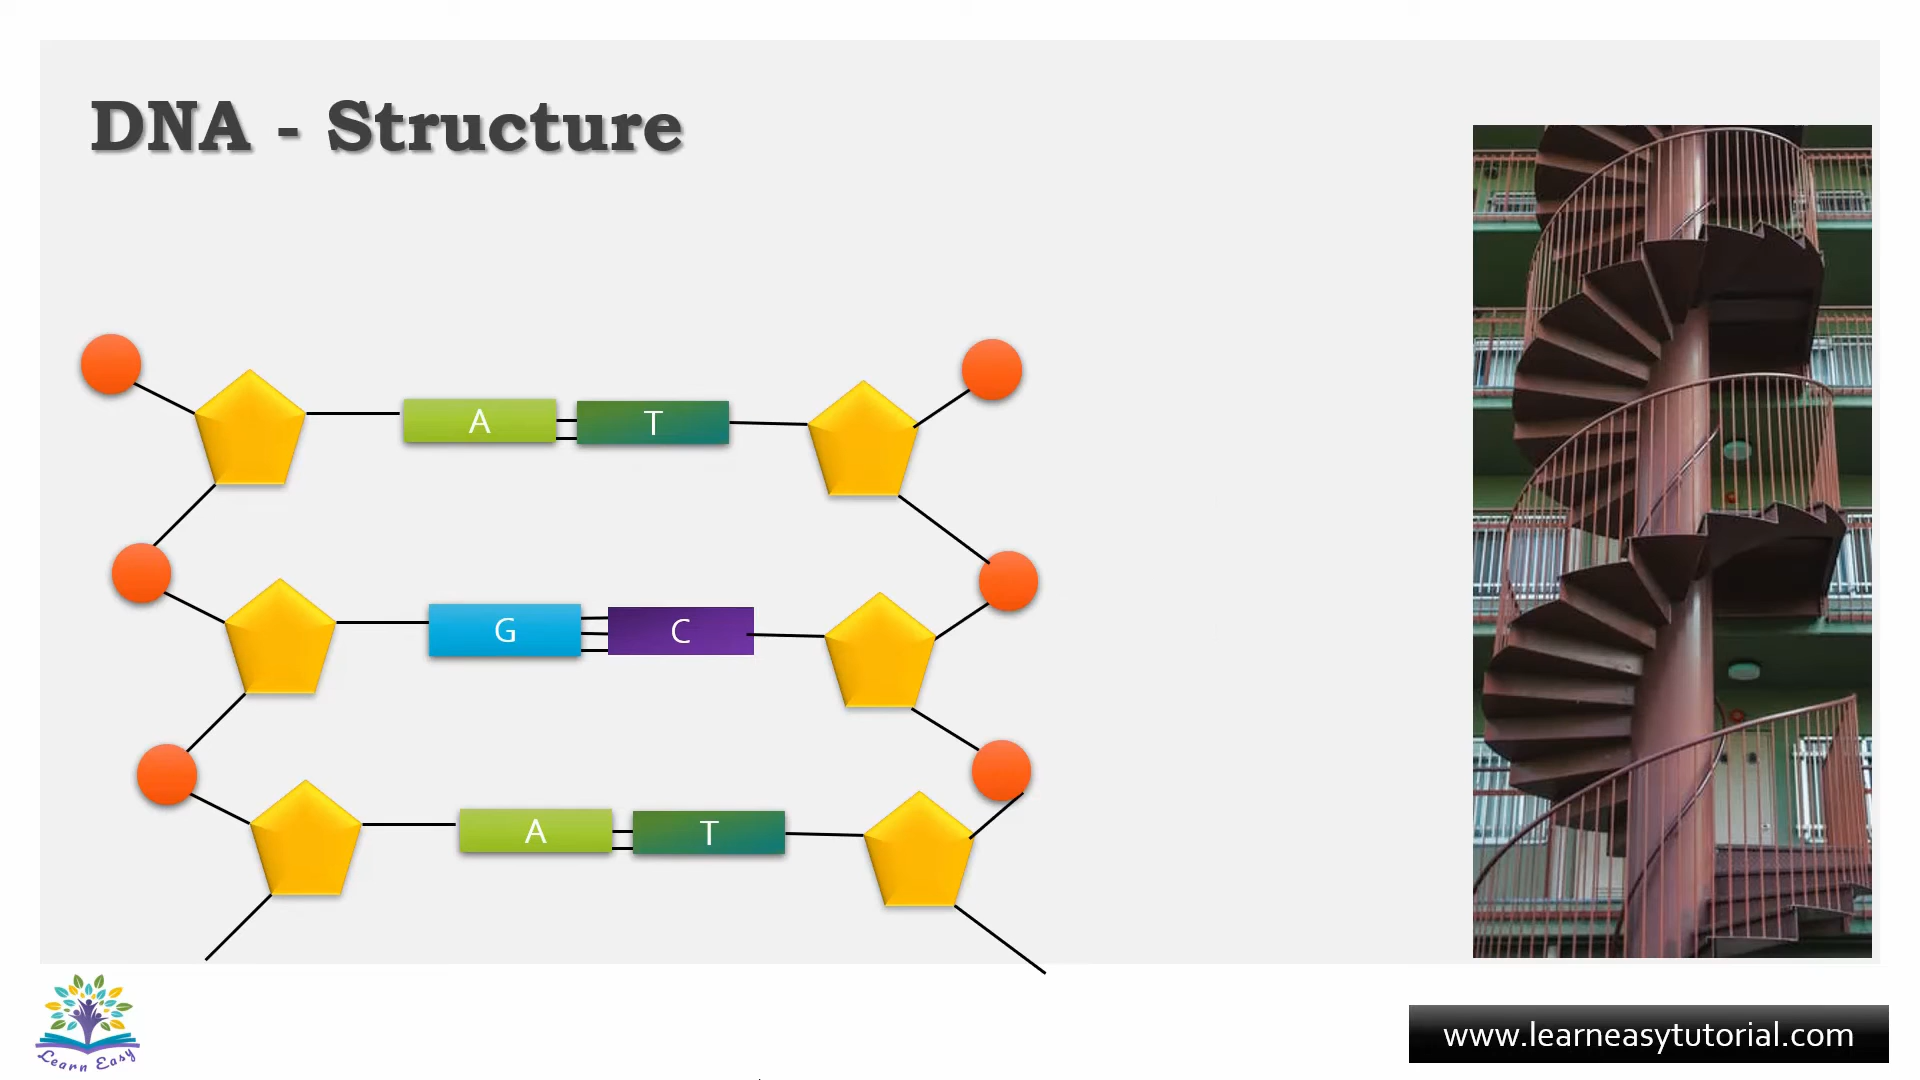 DNA - Structure
A T
G C
A T
Learn Easy
www.learneasytutorial.com